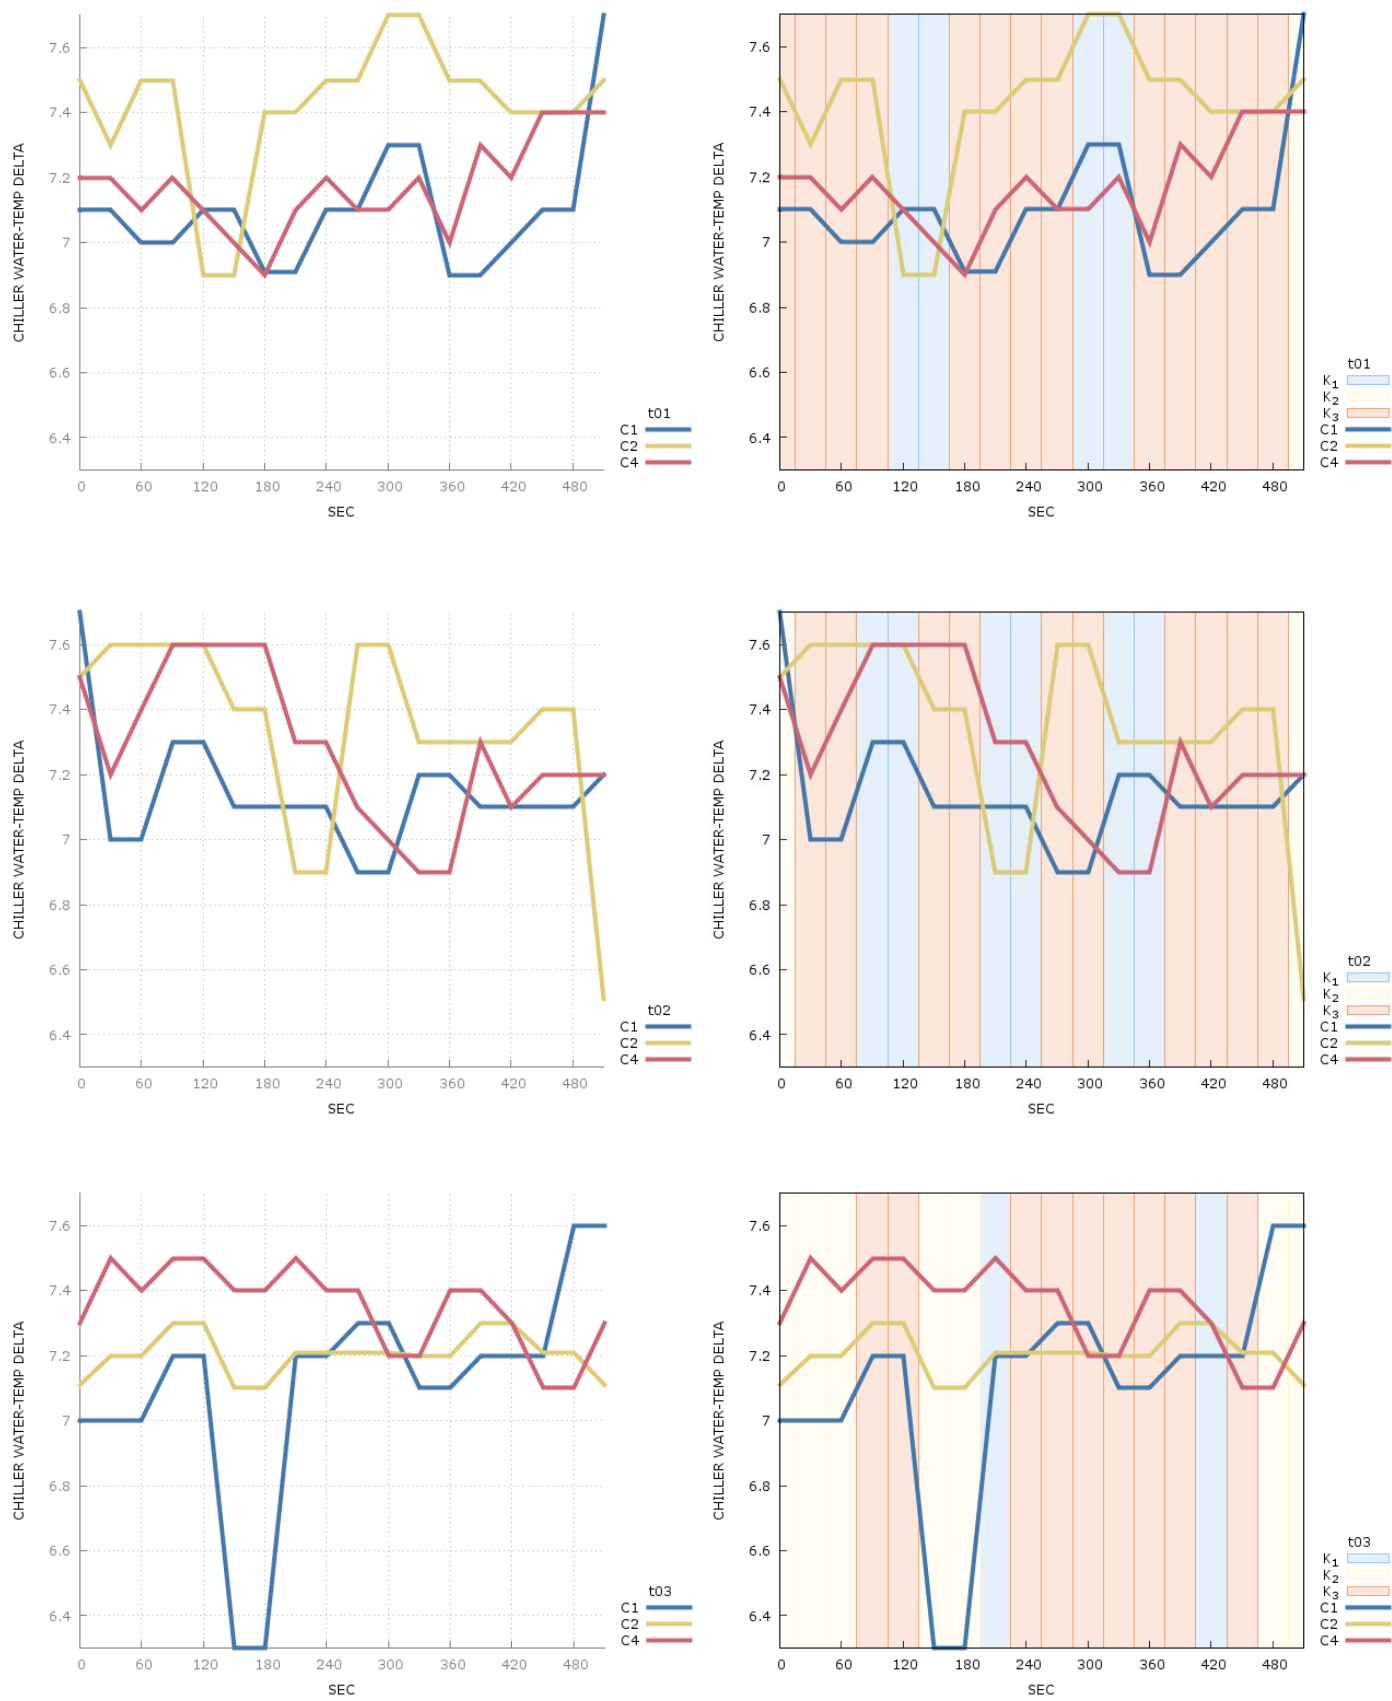 7.6
7.4
7.2
7
6.8
6.6
6.4
CHILLER WATER-TEMP DELTA
0 60 120 180 240 300 360 420 480
SEC
t01
C1
C2
C4
7.6
7.4
7.2
7
6.8
6.6
6.4
CHILLER WATER-TEMP DELTA
0 60 120 180 240 300 360 420 480
SEC
t01
K1
K2
K3
C1
C2
C4
7.6
7.4
7.2
7
6.8
6.6
6.4
CHILLER WATER-TEMP DELTA
0 60 120 180 240 300 360 420 480
SEC
t02
C1
C2
C4
7.6
7.4
7.2
7
6.8
6.6
6.4
CHILLER WATER-TEMP DELTA
0 60 120 180 240 300 360 420 480
SEC
t02
K1
K2
K3
C1
C2
C4
7.6
7.4
7.2
7
6.8
6.6
6.4
CHILLER WATER-TEMP DELTA
0 60 120 180 240 300 360 420 480
SEC
t03
C1
C2
C4
7.6
7.4
7.2
7
6.8
6.6
6.4
CHILLER WATER-TEMP DELTA
0 60 120 180 240 300 360 420 480
SEC
t03
K1
K2
K3
C1
C2
C4